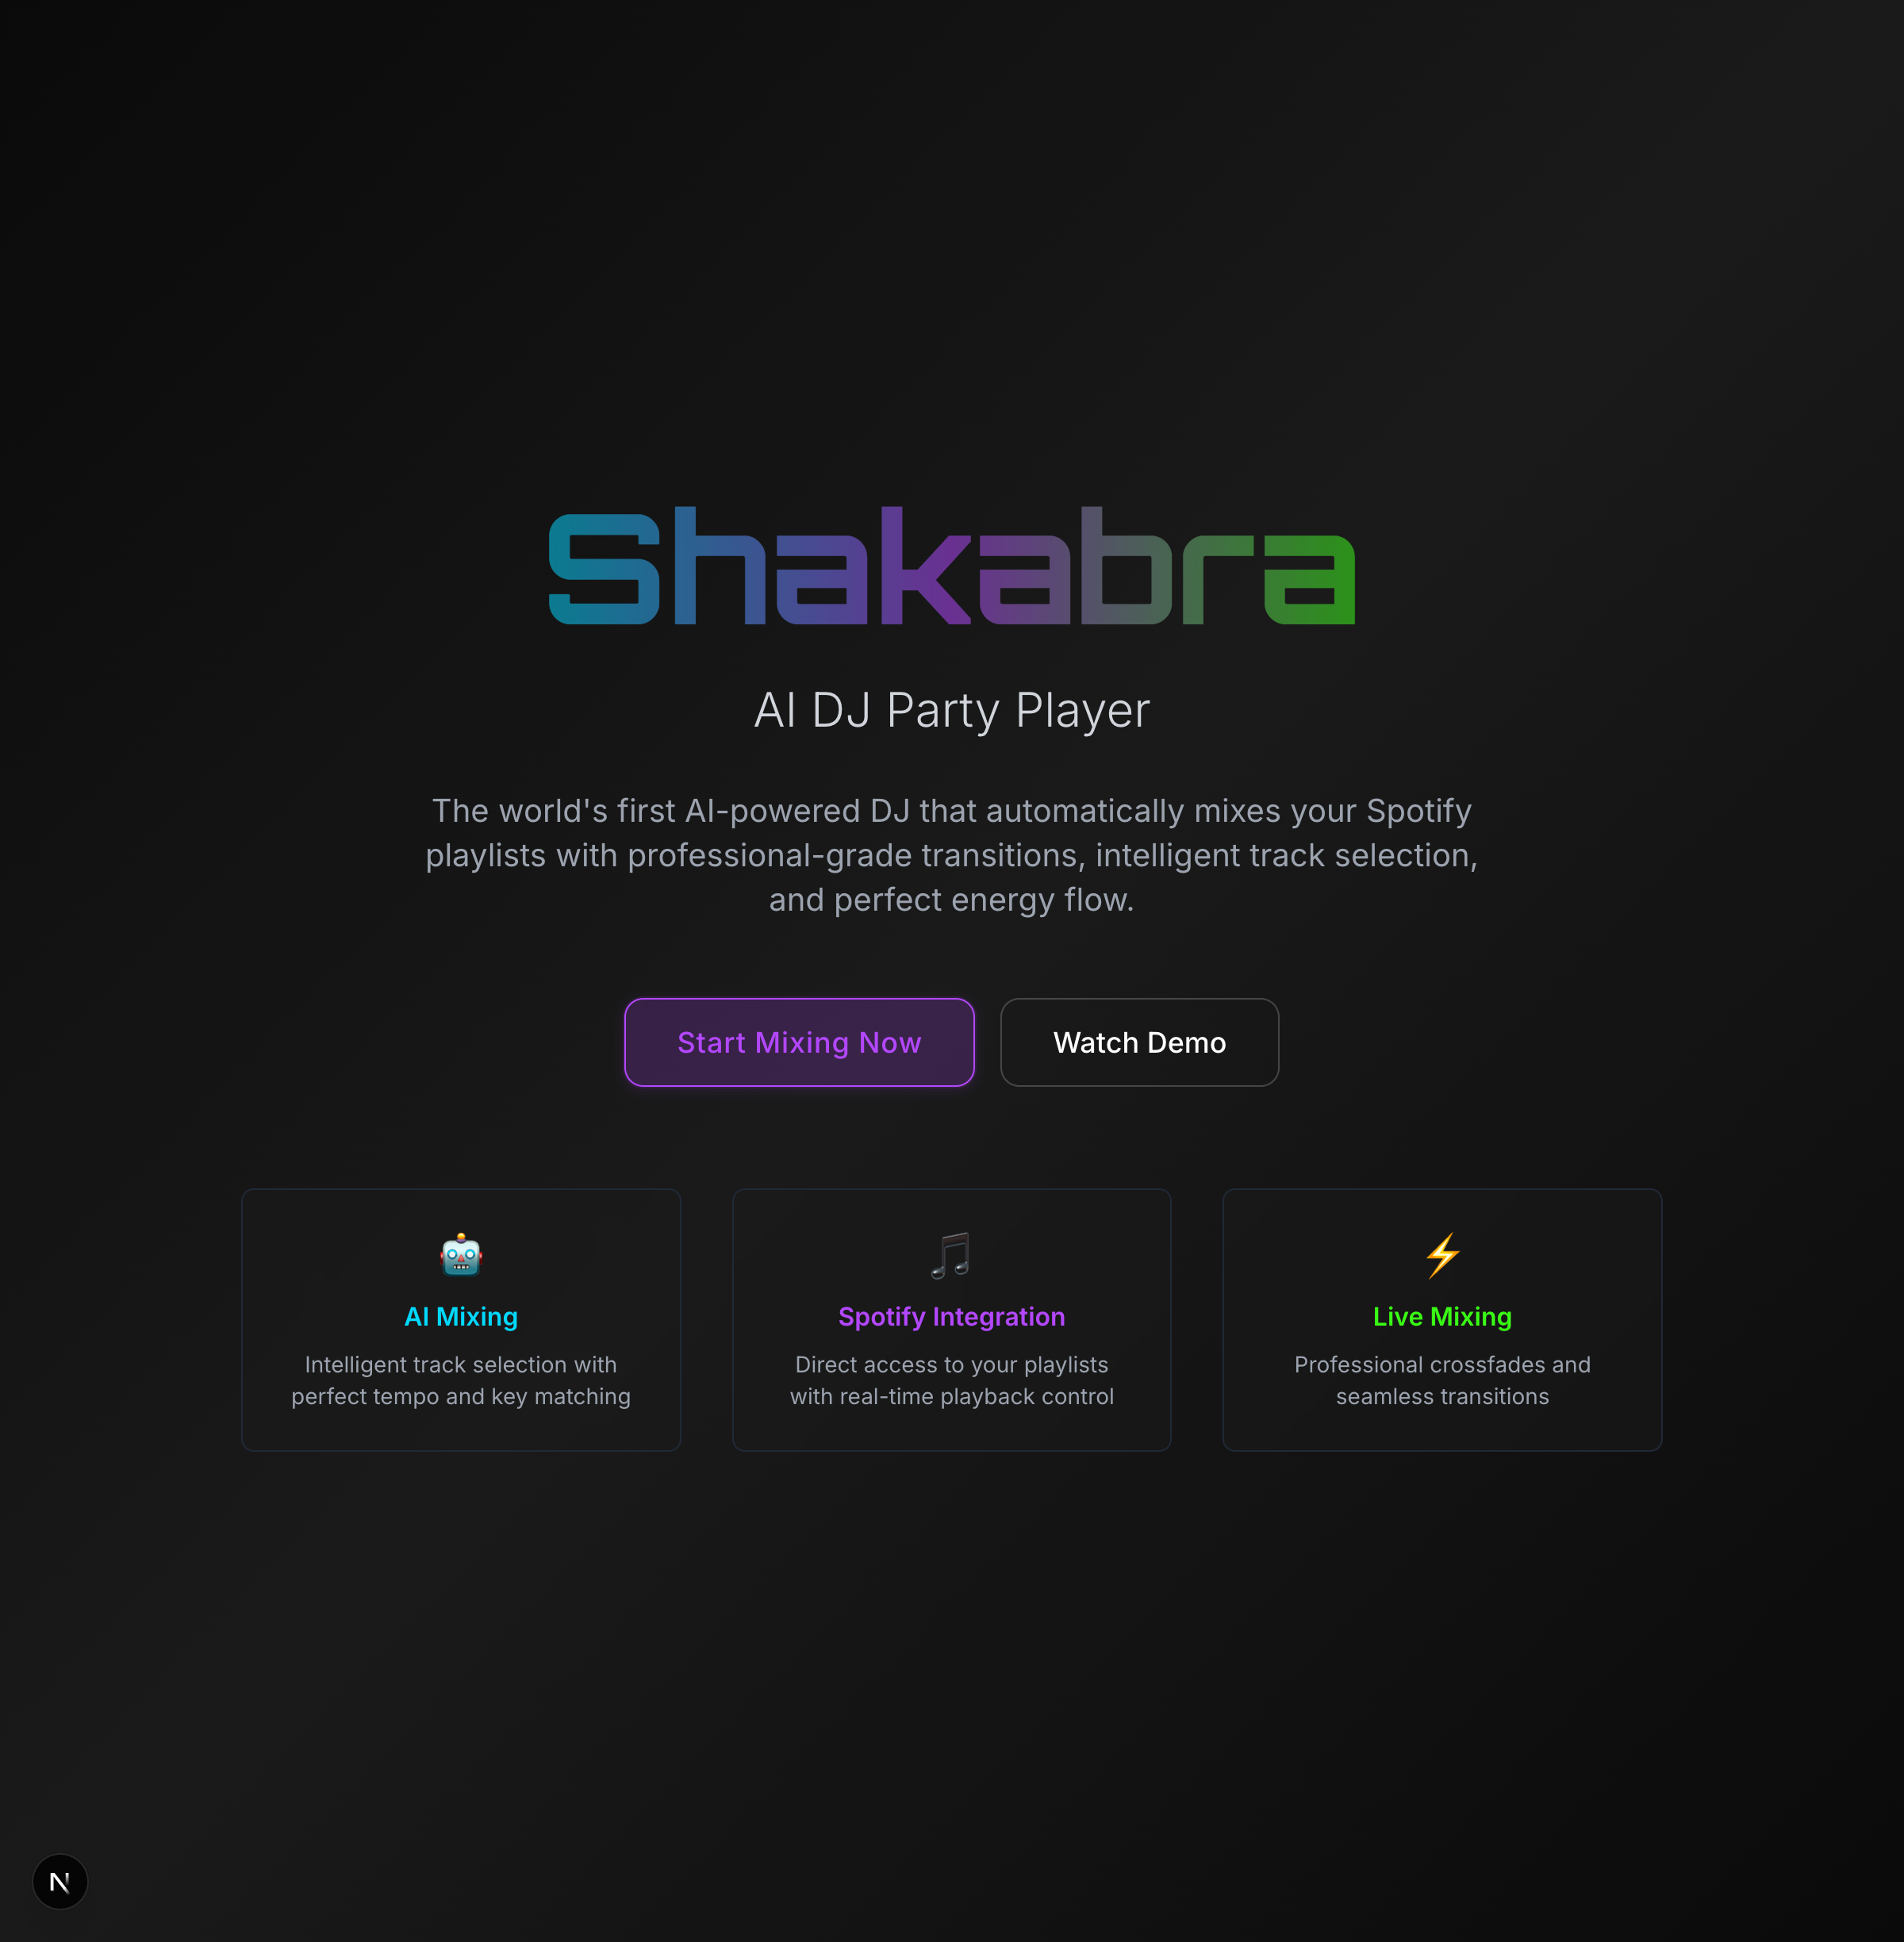 Shakabra
AI DJ Party Player
The world's first AI-powered DJ that automatically mixes your Spotify
playlists with professional-grade transitions, intelligent track selection,
and perfect energy flow.
Start Mixing Now
Watch Demo
AI Mixing
Intelligent track selection with
perfect tempo and key matching
Spotify Integration
Direct access to your playlists
with real-time playback control
Live Mixing
Professional crossfades and
seamless transitions
N